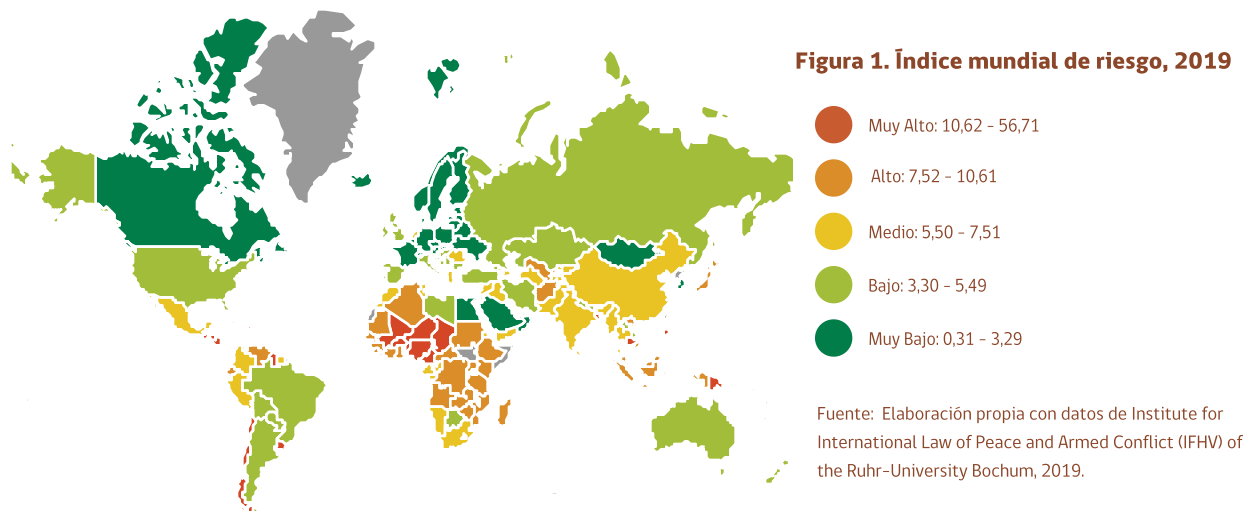 Figura 1. Índice mundial de riesgo, 2019
Muy Alto: 10,62 - 56,71
Alto: 7,52 - 10,61
Medio: 5,50 - 7,51
Bajo: 3,30 - 5,49
Muy Bajo: 0,31 - 3,29
Fuente: Elaboración propia con datos de Institute for
International Law of Peace and Armed Conflict (IFHV) of
the Ruhr-University Bochum, 2019.